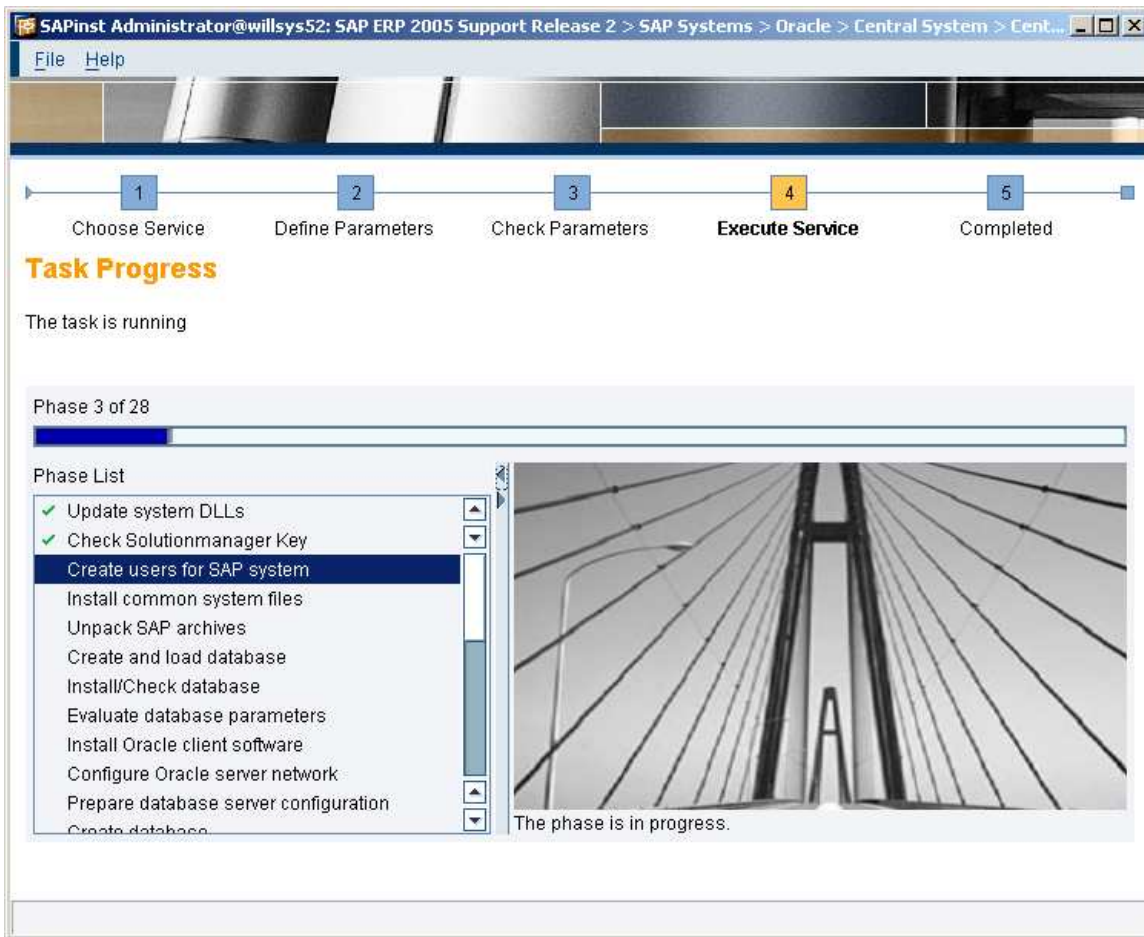 SAPinst Administrator@willsys52: SAP ERP 2005 Support Release 2 > SAP Systems > Oracle > Central System > Cent...
File Help
1 2 3 4 5
Choose Service Define Parameters Check Parameters Execute Service Completed
Task Progress
The task is running
Phase 3 of 28
Phase List
Update system DLLs
Check Solutionmanager Key
Create users for SAP system
Install common system files
Unpack SAP archives
Create and load database
Install/Check database
Evaluate database parameters
Install Oracle client software
Configure Oracle server network
Prepare database server configuration
Create database
The phase is in progress.